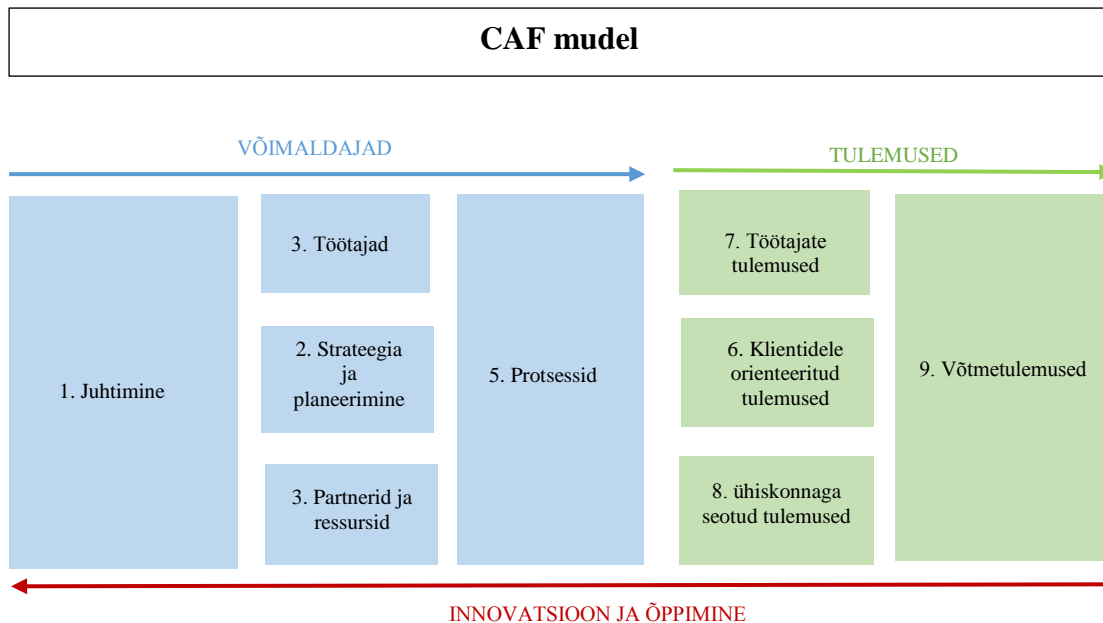 CAF mudel
VÕIMALDAJAD
TULEMUSED
1. Juhtimine
3. Töötajad
2. Strateegia
ja
planeerimine
3. Partnerid ja
ressursid
5. Protsessid
7. Töötajate
tulemused
6. Klientidele
orienteeritud
tulemused
8. ühiskonnaga
seotud tulemused
9. Võtmetulemused
INNOVATSIOON JA ÕPPIMINE